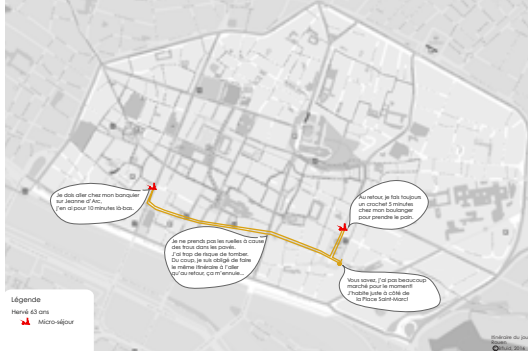 Je dois aller chez mon banquier
sur Jeanne d'Arc.
J'en ai pour 10 minutes là-bas.
Au retour, je fais toujours
un crochet 5 minutes
chez mon boulanger
pour prendre le pain.
Je ne prends pas les ruelles à cause
des trous dans les pavés.
J'ai trop de risque de tomber.
Du coup, je suis obligé de faire
le même itinéraire à l'aller
qu'au retour, ça m'ennuie...
Vous savez, j'ai pas beaucoup
marché pour le moment!
J'habite juste à côté de
la Place Saint-Marc!
Légende
Hervé 63 ans
Micro-séjour
Itinéraire du jou
Rouen